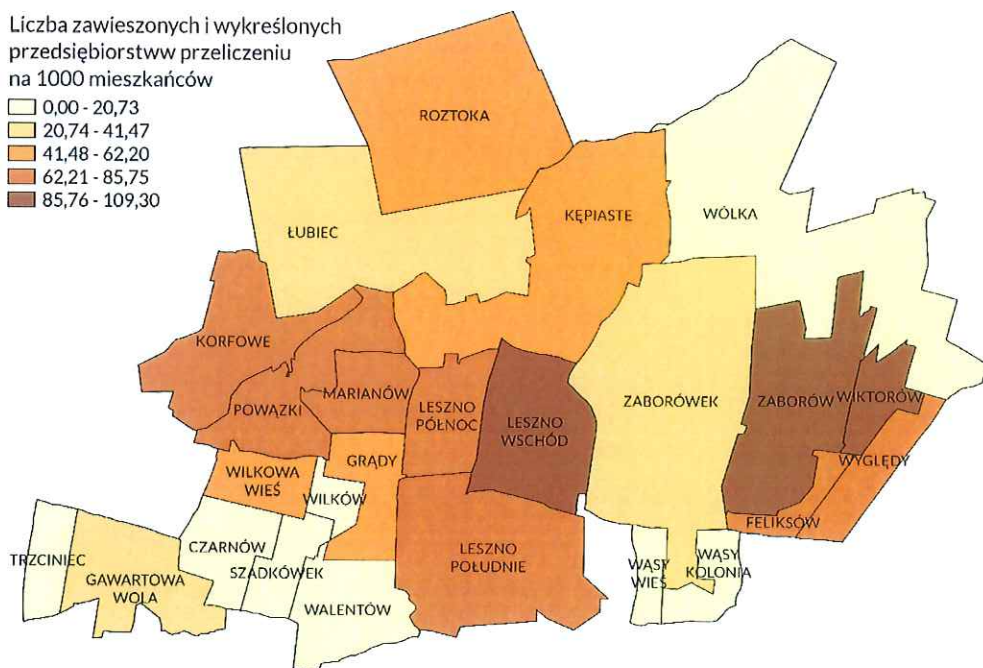 Liczba zawieszonych i wykreślonych
przedsiębiorstww przeliczeniu
na 1000 mieszkańców
0,00 - 20,73
20,74 - 41,47
41,48 - 62,20
62,21 - 85,75
85,76 - 109,30
ROZTOKA
ŁUBIEC
KĘPIASTE
WÓLKA
KORFOWE
POWĄZKI
MARIANÓW
LESZNO
PÓŁNOC
LESZNO
WSCHÓD
ZABORÓWEK
ZABORÓW
WIKTORÓW
WYGLĘDY
FELIKSÓW
WILKOWA
WIEŚ
GRĄDY
WILKÓW
CZARNÓW
SZADKÓWEK
TRZCINIEC
GAWARTOWA
WOLA
WALENTÓW
LESZNO
POŁUDNIE
WĄSY
WIEŚ
WĄSY
KOLONIA